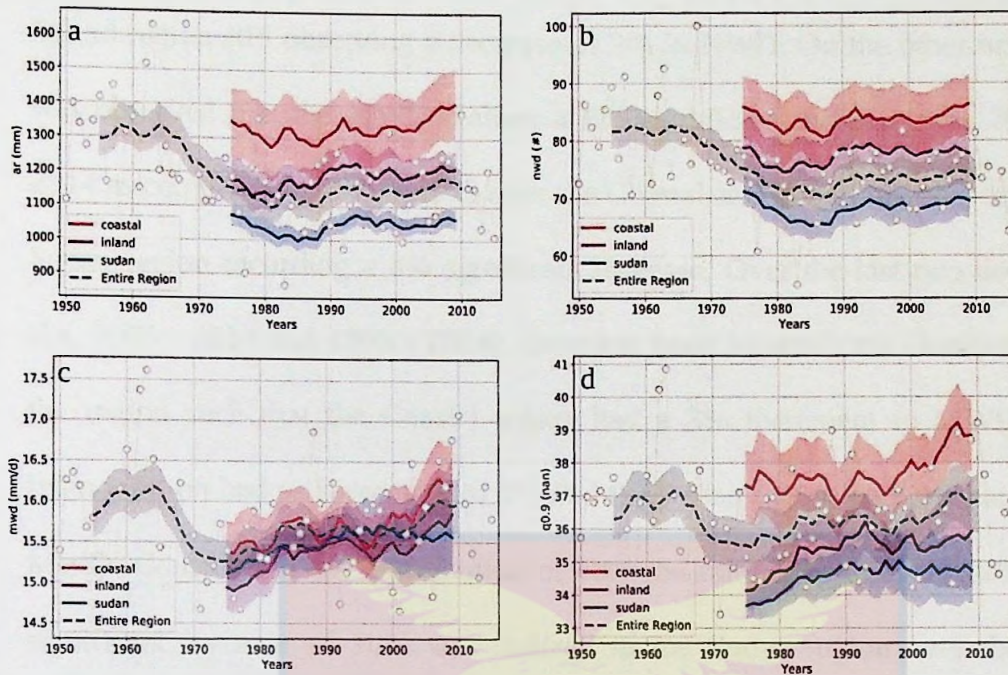 a
ar (mm)
1600
1500
1400
1300
1200
1100
1000
900
coastal
inland
sudan
Entire Region
1950 1960 1970 1980 1990 2000 2010
Years
b
nwd (#)
100
90
80
70
60
coastal
inland
sudan
Entire Region
1950 1960 1970 1980 1990 2000 2010
Years
c
mwd (mm/d)
17.5
17.0
16.5
16.0
15.5
15.0
14.5
coastal
inland
sudan
Entire Region
1950 1960 1970 1980 1990 2000 2010
Years
d
q0.9 (nan)
41
40
39
38
37
36
35
34
33
coastal
inland
sudan
Entire Region
1950 1960 1970 1980 1990 2000 2010
Years